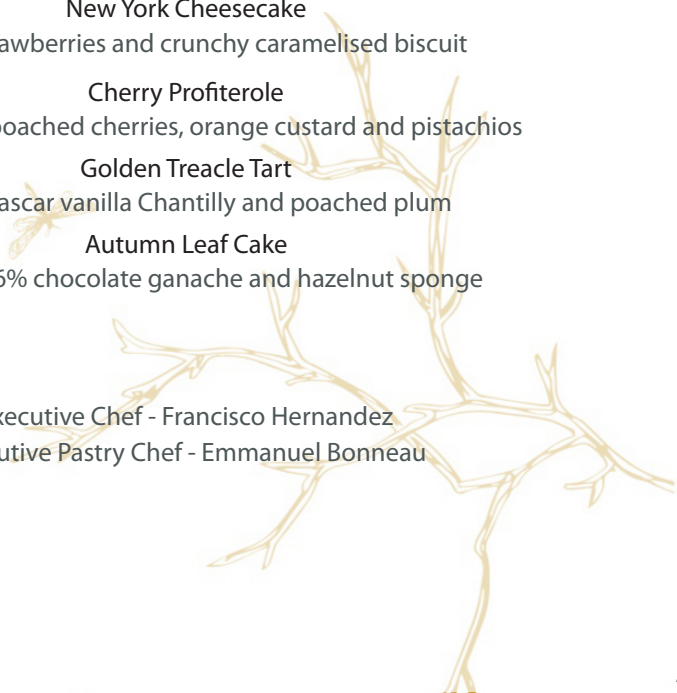 New York Cheesecake
awberries and crunchy caramelised biscuit
Cherry Profiterole
poached cherries, orange custard and pistachios
Golden Treacle Tart
ascar vanilla Chantilly and poached plum
Autumn Leaf Cake
6% chocolate ganache and hazelnut sponge
xecutive Chef - Francisco Hernandez
utive Pastry Chef - Emmanuel Bonneau